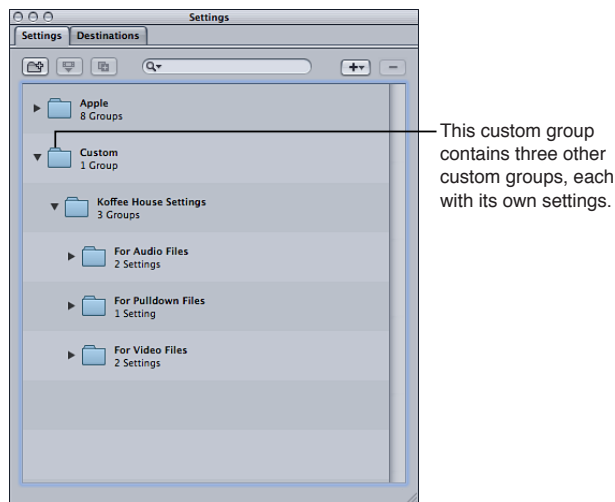 Settings
Settings Destinations
Apple
8 Groups
Custom
1 Group
Koffee House Settings
3 Groups
For Audio Files
2 Settings
For Pulldown Files
1 Setting
For Video Files
2 Settings
This custom group
contains three other
custom groups, each
with its own settings.